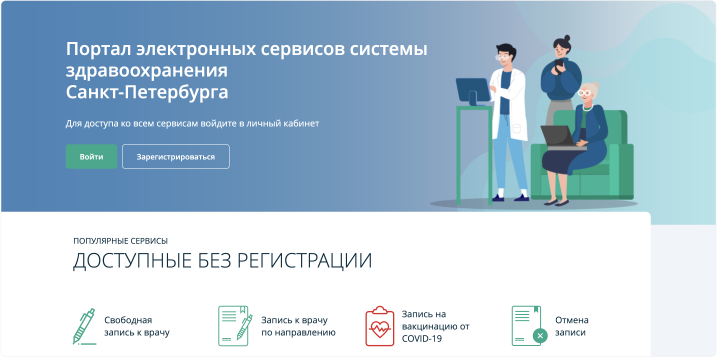 Портал электронных сервисов системы
здравоохранения
Санкт-Петербурга
Для доступа ко всем сервисам войдите в личный кабинет
Войти
Зарегистрироваться
ПОПУЛЯРНЫЕ СЕРВИСЫ
ДОСТУПНЫЕ БЕЗ РЕГИСТРАЦИИ
Свободная
запись к врачу
Запись к врачу
по направлению
Запись на
вакцинацию от
COVID-19
Отмена
записи